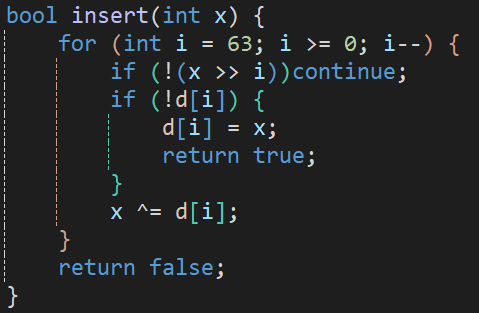 bool insert(int x) {
    for (int i = 63; i >= 0; i--) {
        if (!(x >> i))continue;
        if (!d[i]) {
            d[i] = x;
            return true;
        }
        x ^= d[i];
    }
    return false;
}